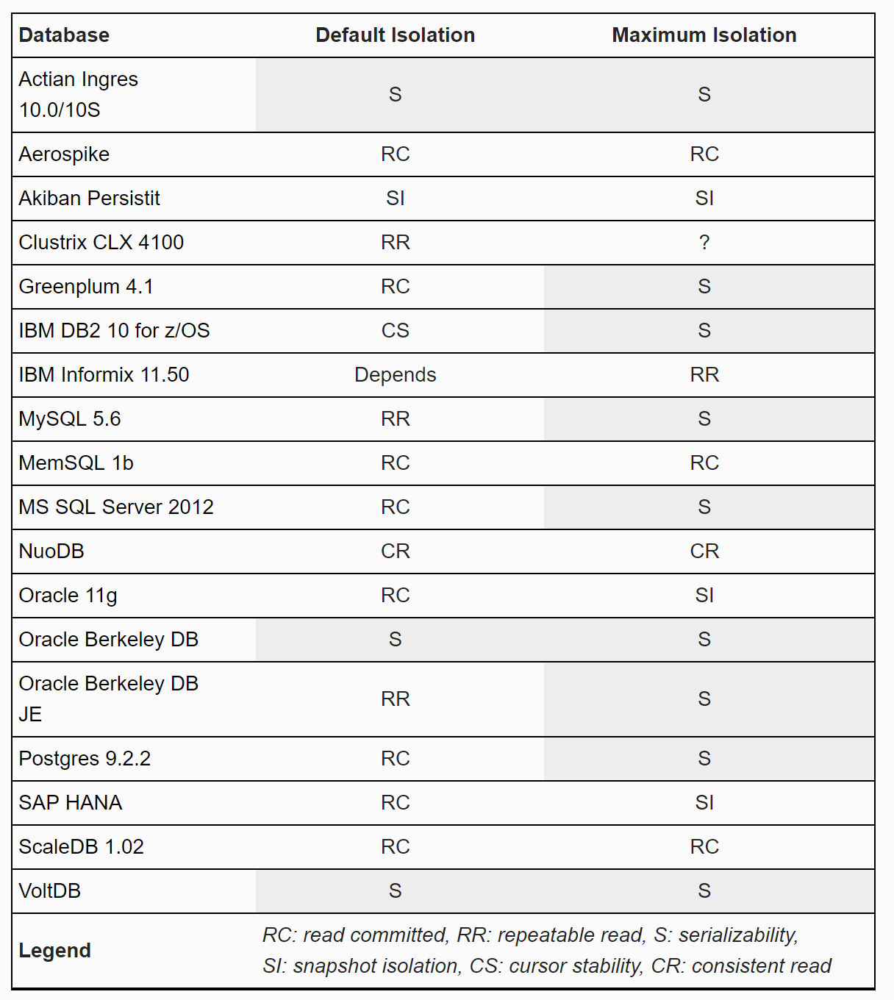 Database Default Isolation Maximum Isolation
Actian Ingres
10.0/10S S S
Aerospike RC RC
Akiban Persistit SI SI
Clustrix CLX 4100 RR ?
Greenplum 4.1 RC S
IBM DB2 10 for z/OS CS S
IBM Informix 11.50 Depends RR
MySQL 5.6 RR S
MemSQL 1b RC RC
MS SQL Server 2012 RC S
NuoDB CR CR
Oracle 11g RC SI
Oracle Berkeley DB S S
Oracle Berkeley DB
JE RR S
Postgres 9.2.2 RC S
SAP HANA RC SI
ScaleDB 1.02 RC RC
VoltDB S S
Legend RC: read committed, RR: repeatable read, S: serializability,
SI: snapshot isolation, CS: cursor stability, CR: consistent read